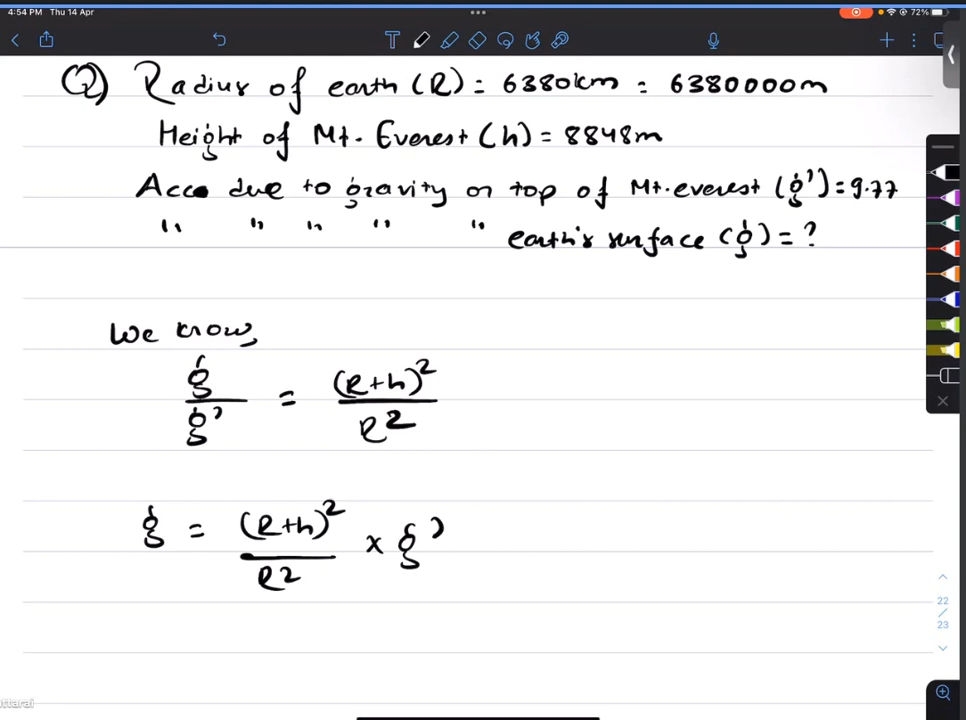 4:54 PM Thu 14 Apr
72%
Q) Radius of earth (R) = 6380km = 6380000m
Height of Mt. Everest (h) = 8848m
Acc due to gravity on top of Mt. everest (g') = 9.77
" " " " " earth's surface (g) = ?
We know,
g/g' = (R+h)²/R²
g = (R+h)²/R² × g'
22
/
23
ttarai